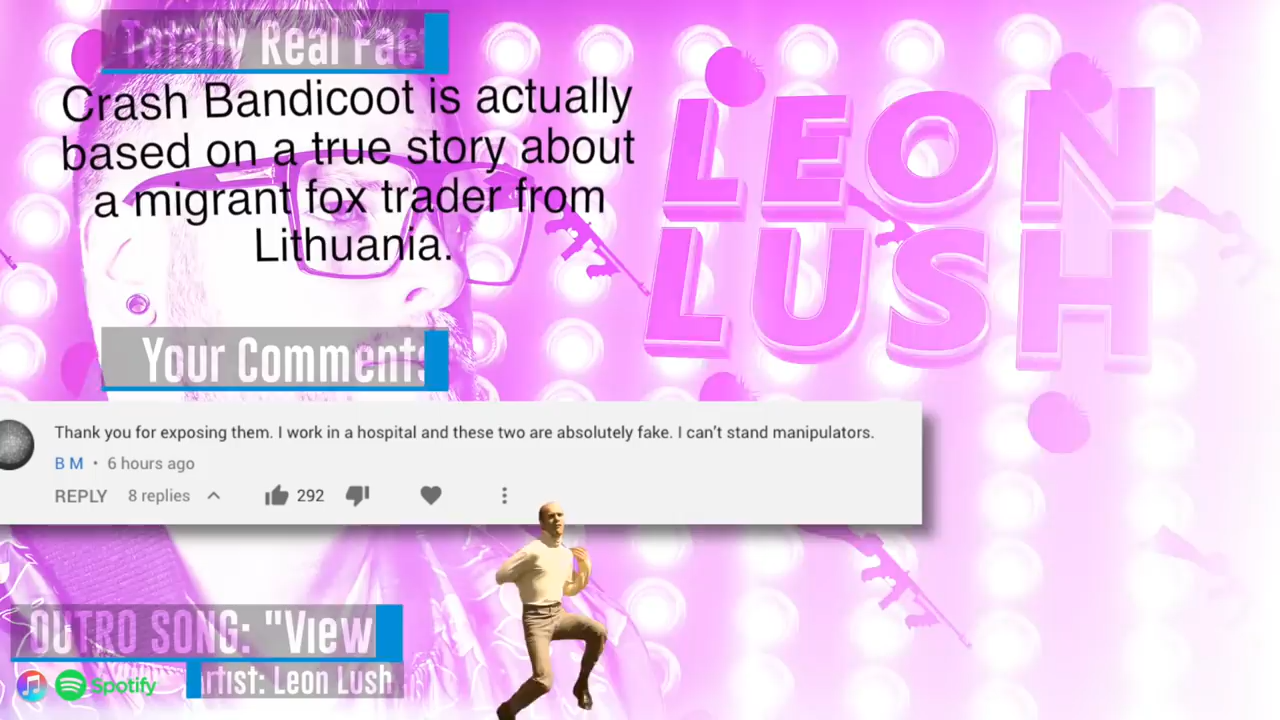 Totally Real Fac
Crash Bandicoot is actually
based on a true story about
a migrant fox trader from
Lithuania.
LEON
LUSH
Your Comments
Thank you for exposing them. I work in a hospital and these two are absolutely fake. I can't stand manipulators.
B M • 6 hours ago
REPLY 8 replies 292
OUTRO SONG: "View
Spotify
Artist: Leon Lush